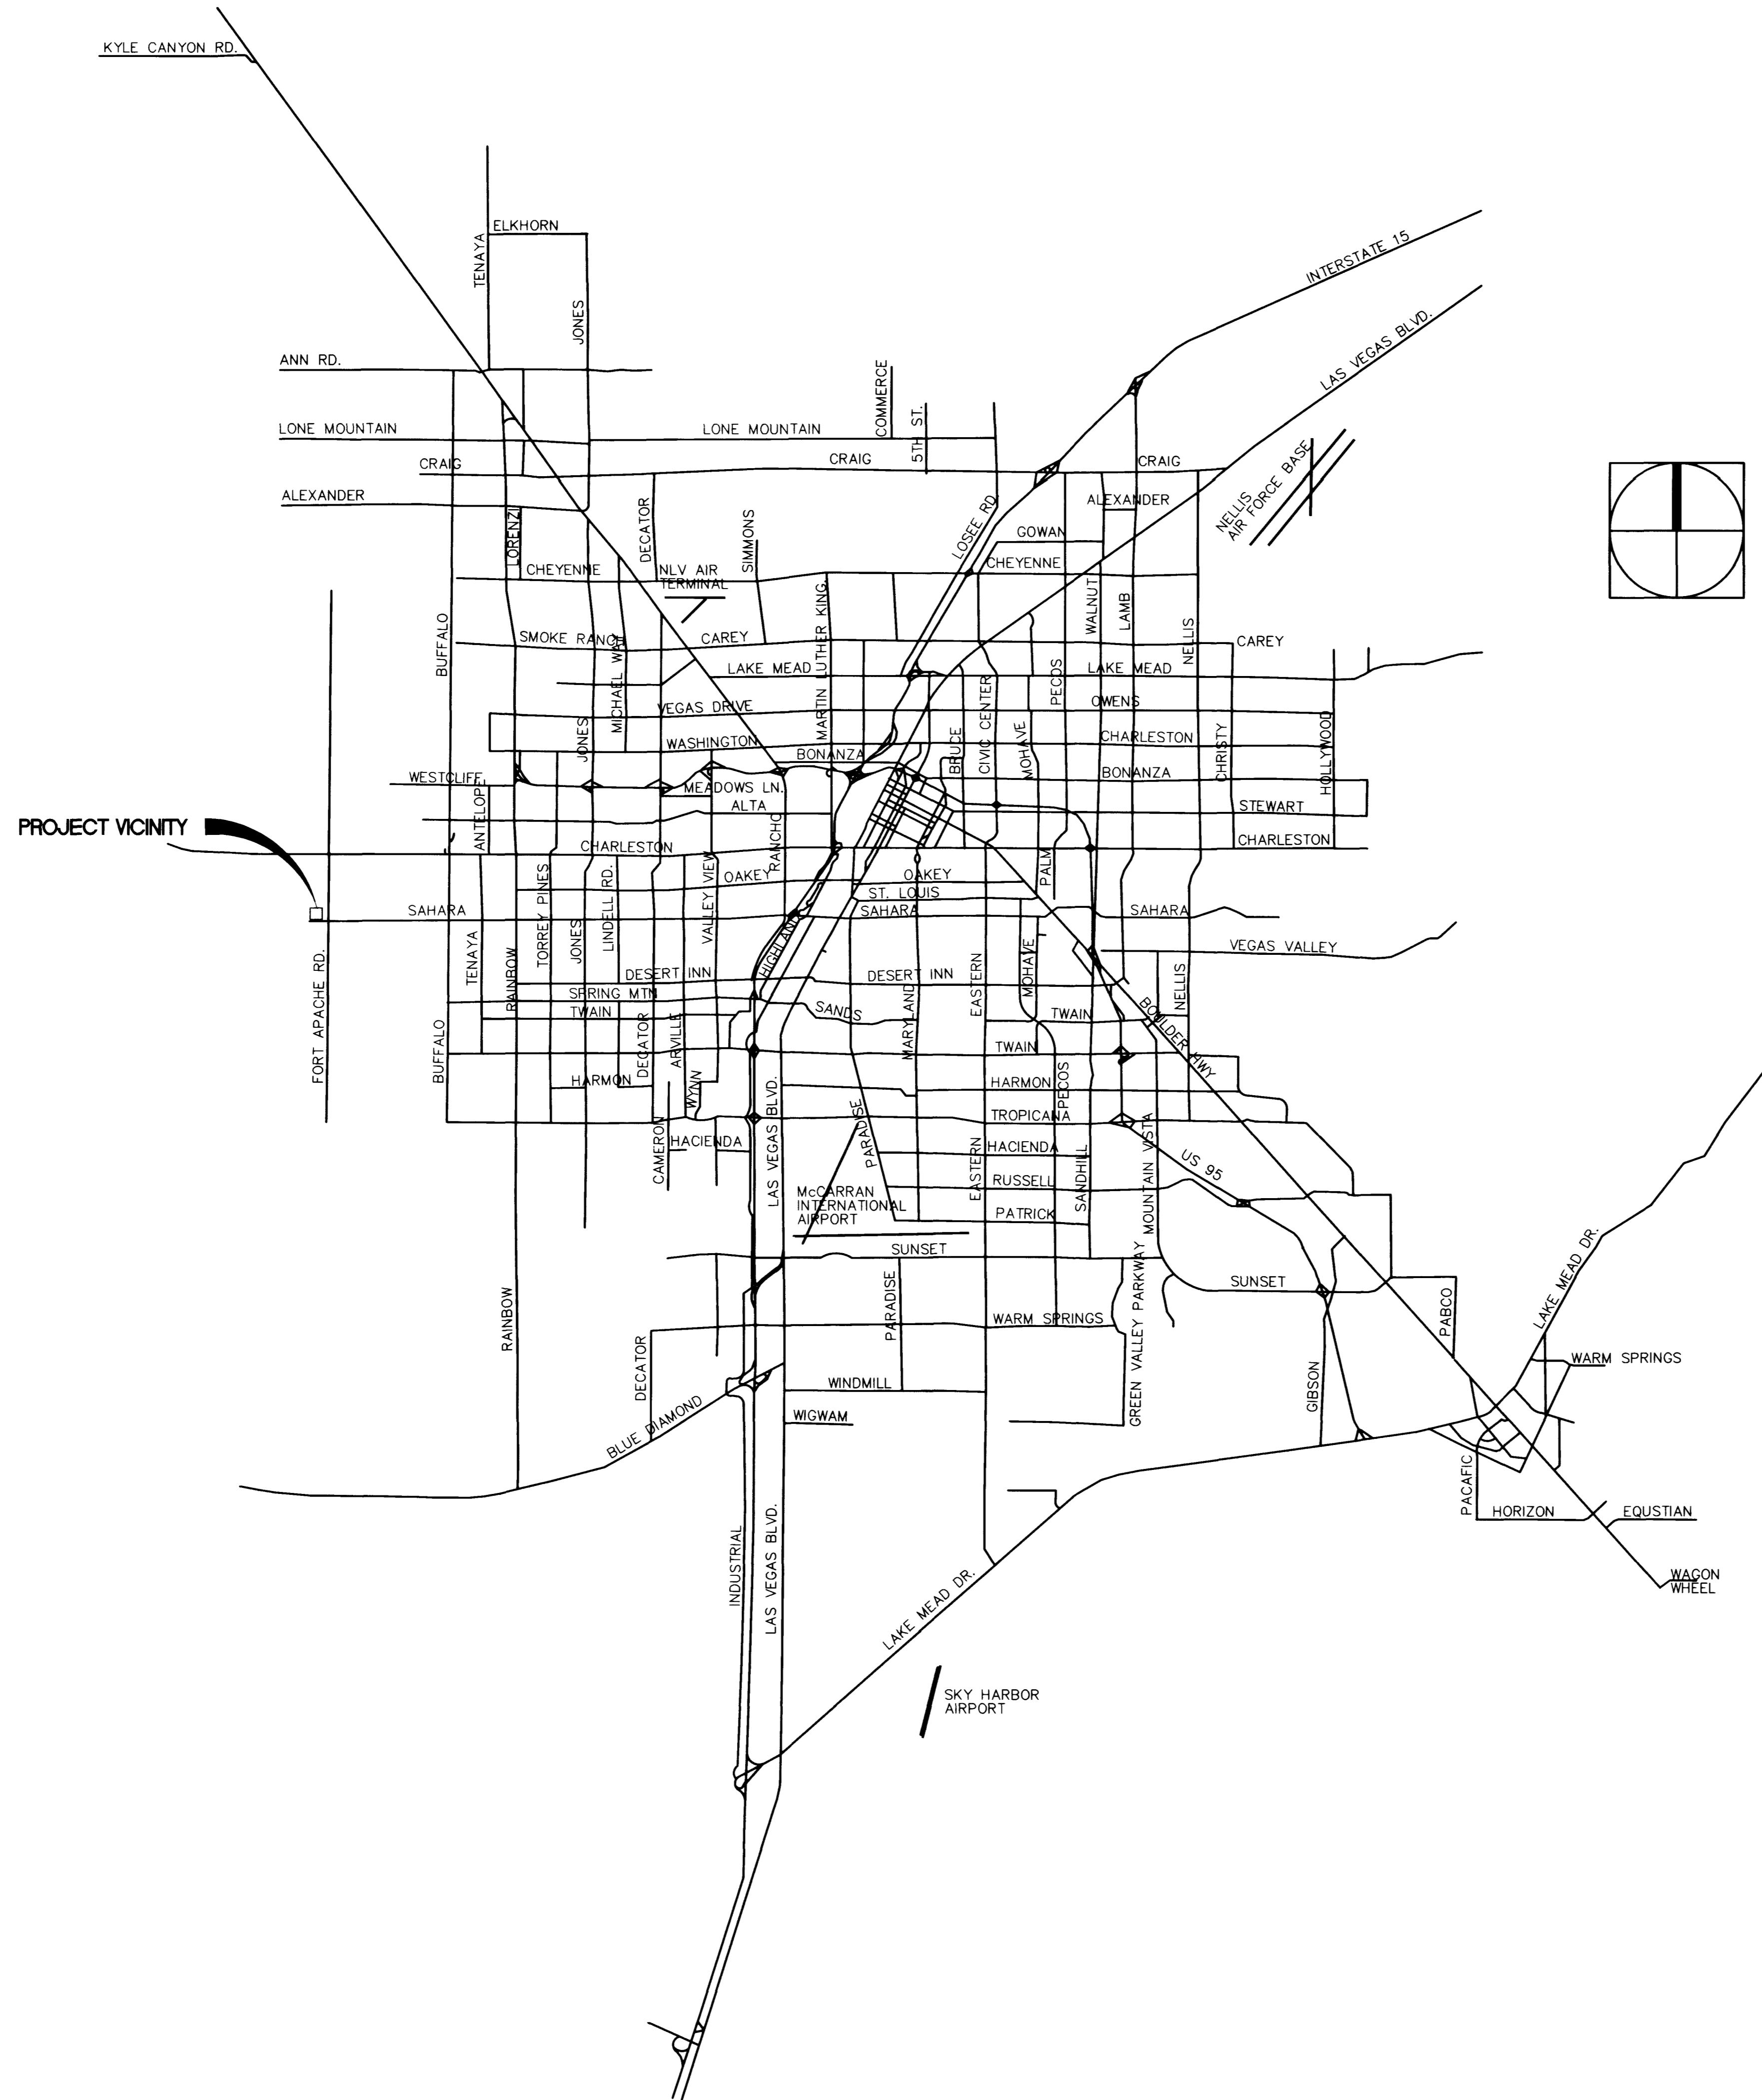 KYLE CANYON RD.
ELKHORN
TENAYA
JONES
INTERSTATE 15
LAS VEGAS BLVD.
ANN RD.
COMMERCE
5TH ST.
LONE MOUNTAIN
LONE MOUNTAIN
CRAIG
CRAIG
CRAIG
NELLIS
AIR FORCE BASE
ALEXANDER
ALEXANDER
LORENZI
DECATOR
SIMMONS
LOSEE RD.
GOWAN
CHEYENNE
NLV AIR
TERMINAL
CHEYENNE
WALNUT
LAMB
NELLIS
BUFFALO
SMOKE RANCH
MICHAEL WAY
CAREY
MARTIN LUTHER KING.
CAREY
LAKE MEAD
LAKE MEAD
PECOS
CIVIC CENTER
VEGAS DRIVE
OWENS
JONES
WASHINGTON
BONANZA
BRUCE
MOHAVE
CHARLESTON
CHRISTY
HOLLYWOOD
WESTCLIFF
MEADOWS LN.
BONANZA
ANTELOPE
ALTA
STEWART
PROJECT VICINITY
CHARLESTON
RANCHO
CHARLESTON
TORREY PINES
LINDELL RD.
VALLEY VIEW
OAKEY
OAKEY
PALM
ST. LOUIS
SAHARA
SAHARA
SAHARA
FORT APACHE RD.
TENAYA
RAINBOW
JONES
HIGHLAND
VEGAS VALLEY
DESERT INN
DESERT INN
EASTERN
MOHAVE
NELLIS
SPRING MTN
TWAIN
SANDS
MARYLAND
TWAIN
BOULDER HWY
BUFFALO
DECATOR
ARVILLE
TWAIN
HARMON
WYNN
LAS VEGAS BLVD.
HARMON
PECOS
PARADISE
TROPICANA
CAMERON
HACIENDA
EASTERN
HACIENDA
SANDHILL
MOUNTAIN VISTA
US 95
McCARRAN
INTERNATIONAL
AIRPORT
RUSSELL
PATRICK
SUNSET
SUNSET
GREEN VALLEY PARKWAY
LAKE MEAD DR.
RAINBOW
PARADISE
WARM SPRINGS
PABCO
DECATOR
WARM SPRINGS
GIBSON
WINDMILL
WIGWAM
BLUE DIAMOND
PACAFIC
HORIZON
EQUSTIAN
INDUSTRIAL
LAS VEGAS BLVD.
WAGON
WHEEL
LAKE MEAD DR.
SKY HARBOR
AIRPORT